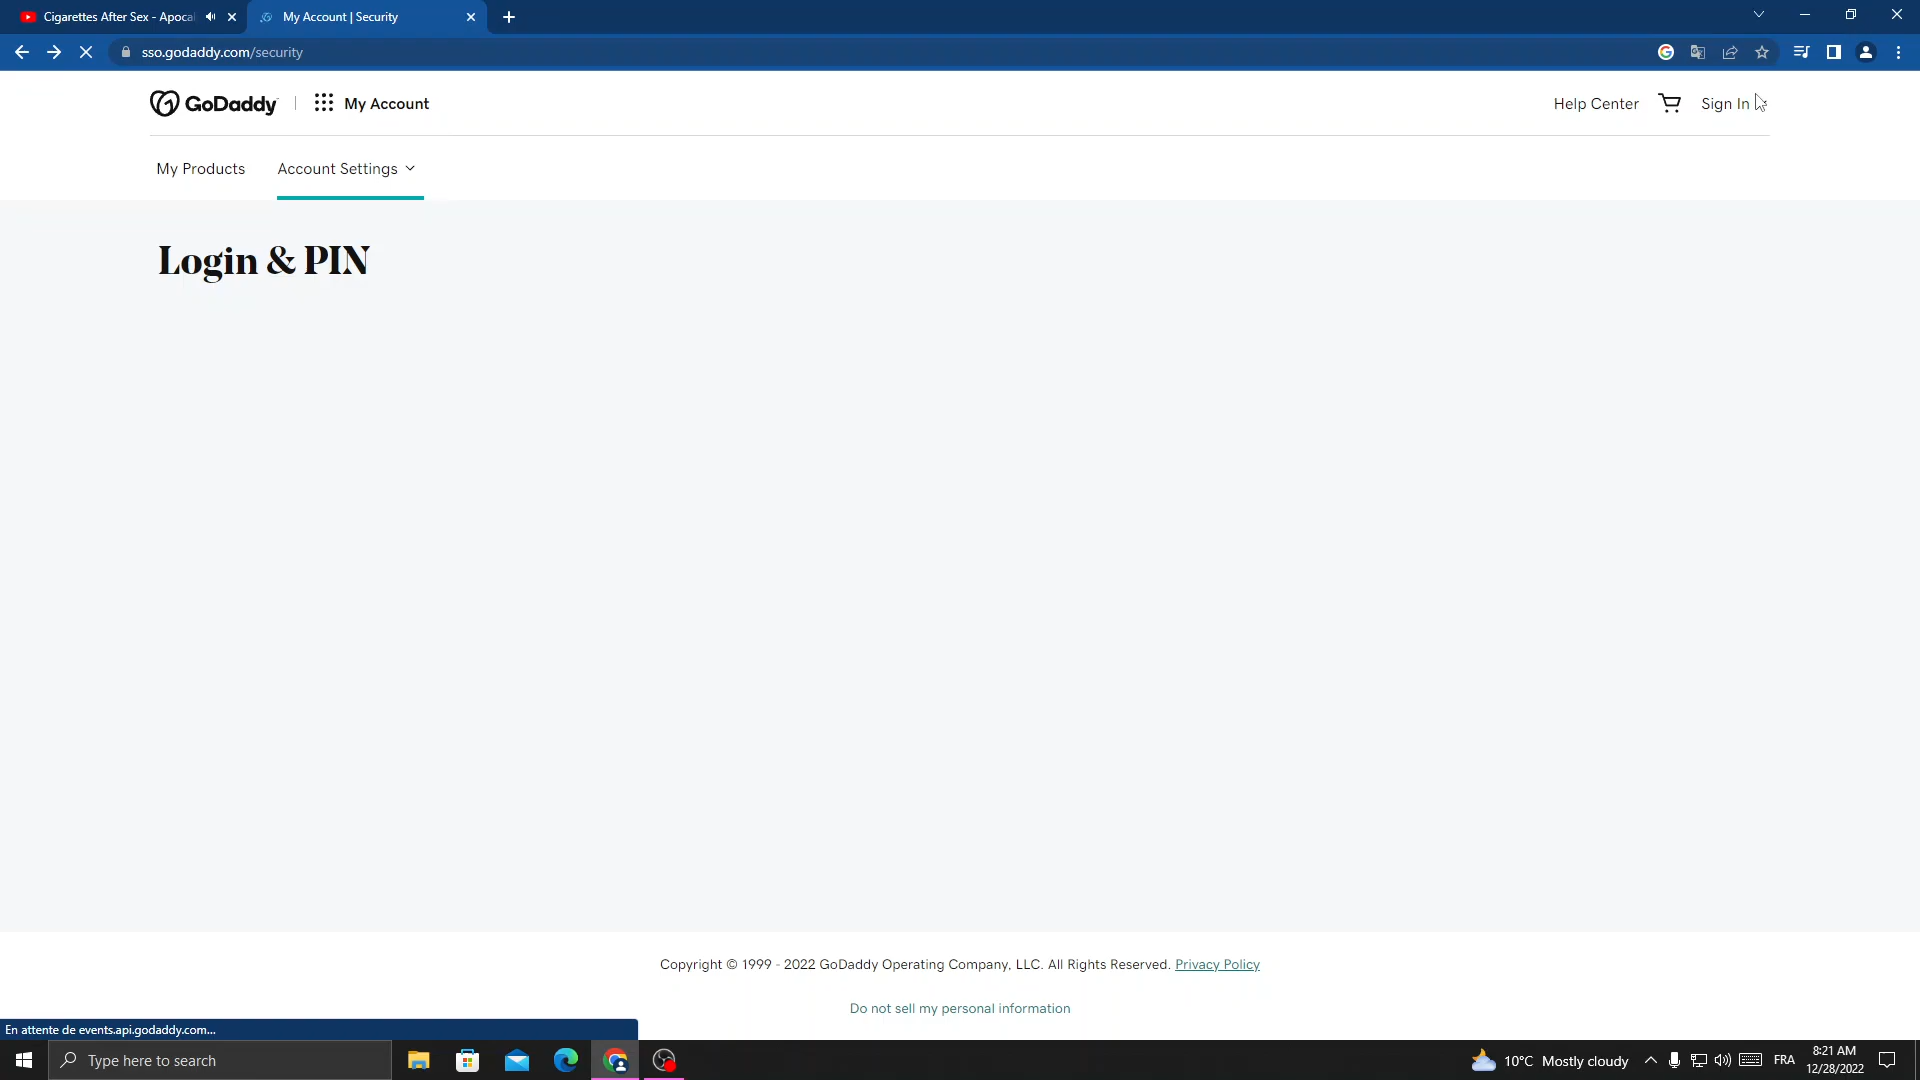 Cigarettes After Sex - Apoca
My Account | Security
sso.godaddy.com/security
GoDaddy
My Account
Help Center
Sign In
My Products
Account Settings
Login & PIN
Copyright © 1999 - 2022 GoDaddy Operating Company, LLC. All Rights Reserved. Privacy Policy
Do not sell my personal information
En attente de events.api.godaddy.com...
Type here to search
10°C Mostly cloudy
FRA
8:21 AM
12/28/2022